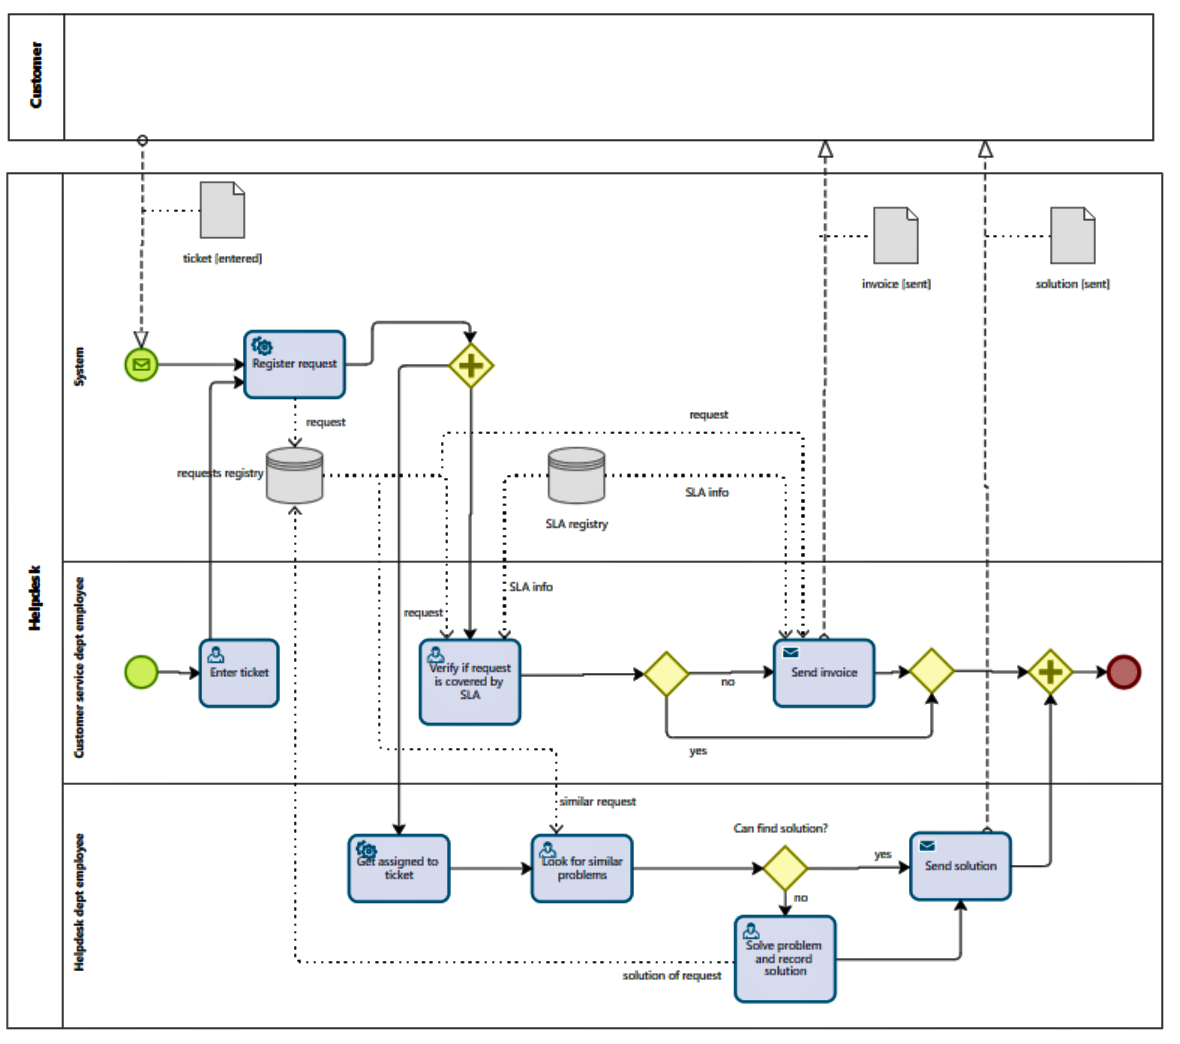 Customer
ticket [entered]
invoice [sent]
solution [sent]
Helpdesk
System
Register request
request
request
requests registry
SLA info
SLA registry
Customer service dept employee
SLA info
request
Enter ticket
Verify if request
is covered by
SLA
no
Send invoice
yes
Helpdesk dept employee
similar request
Can find solution?
Get assigned to
ticket
Look for similar
problems
yes
Send solution
no
Solve problem
and record
solution
solution of request